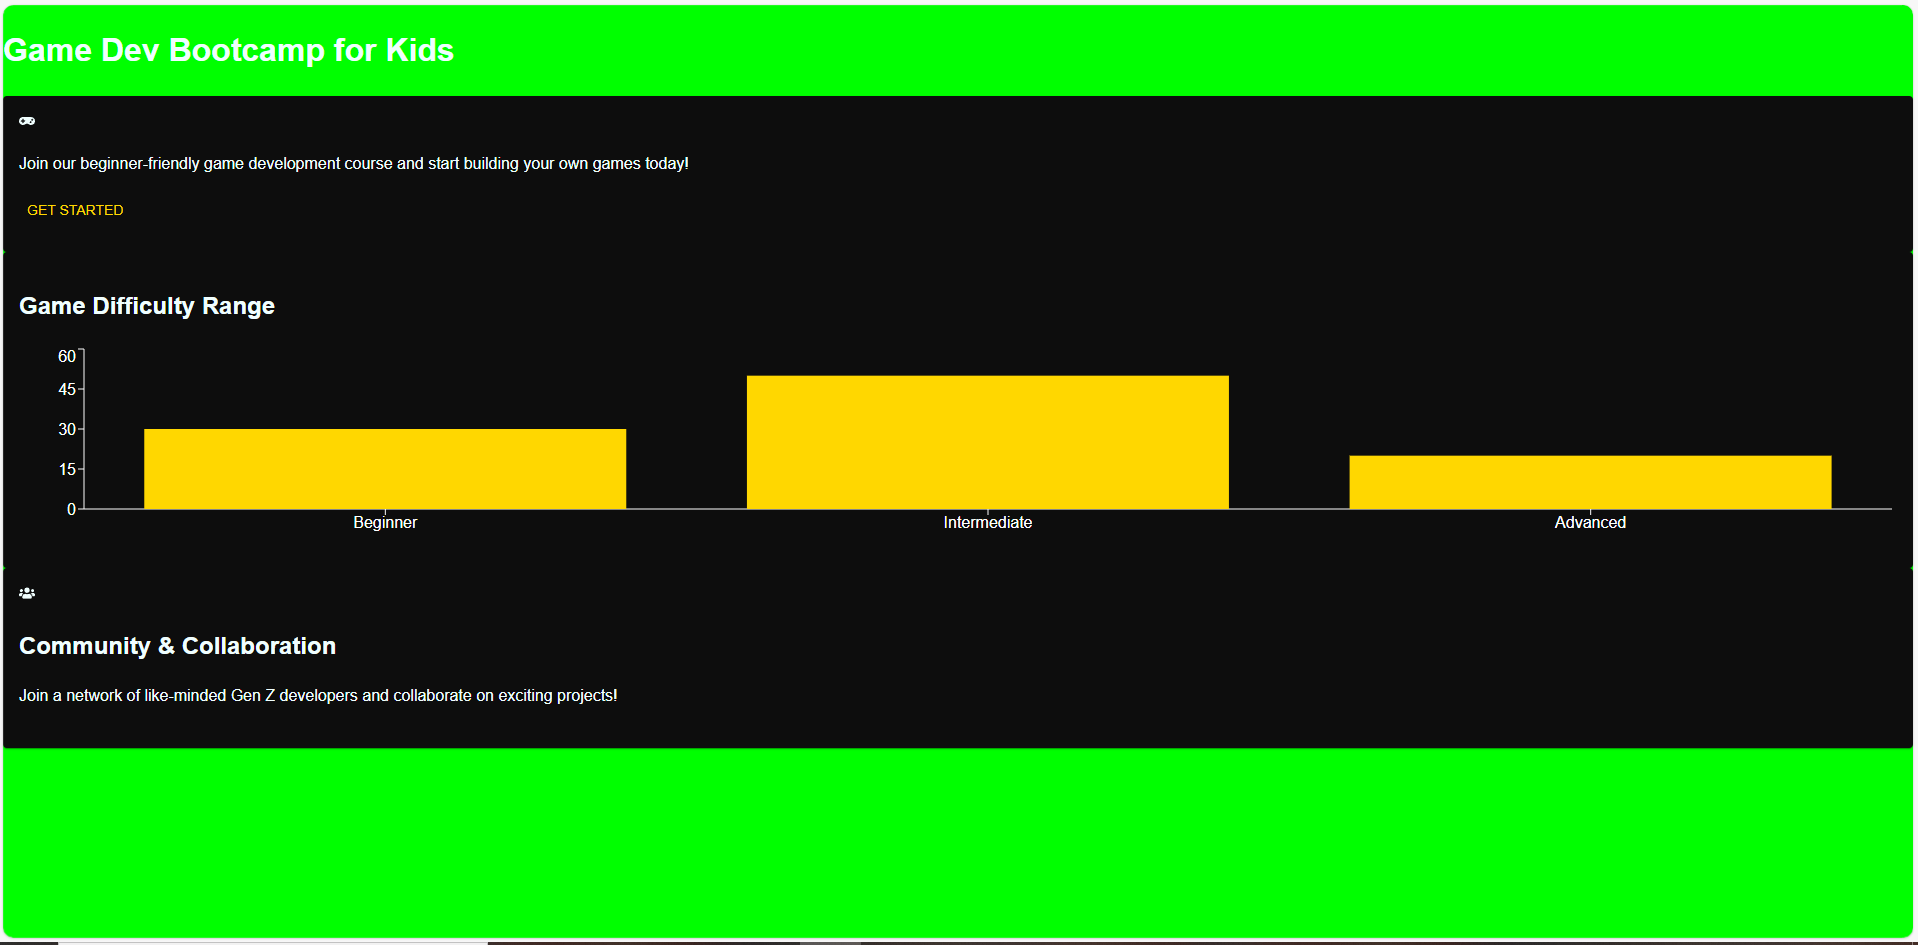 Game Dev Bootcamp for Kids
Join our beginner-friendly game development course and start building your own games today!
GET STARTED
Game Difficulty Range
60
45
30
15
0
Beginner Intermediate Advanced
Community & Collaboration
Join a network of like-minded Gen Z developers and collaborate on exciting projects!